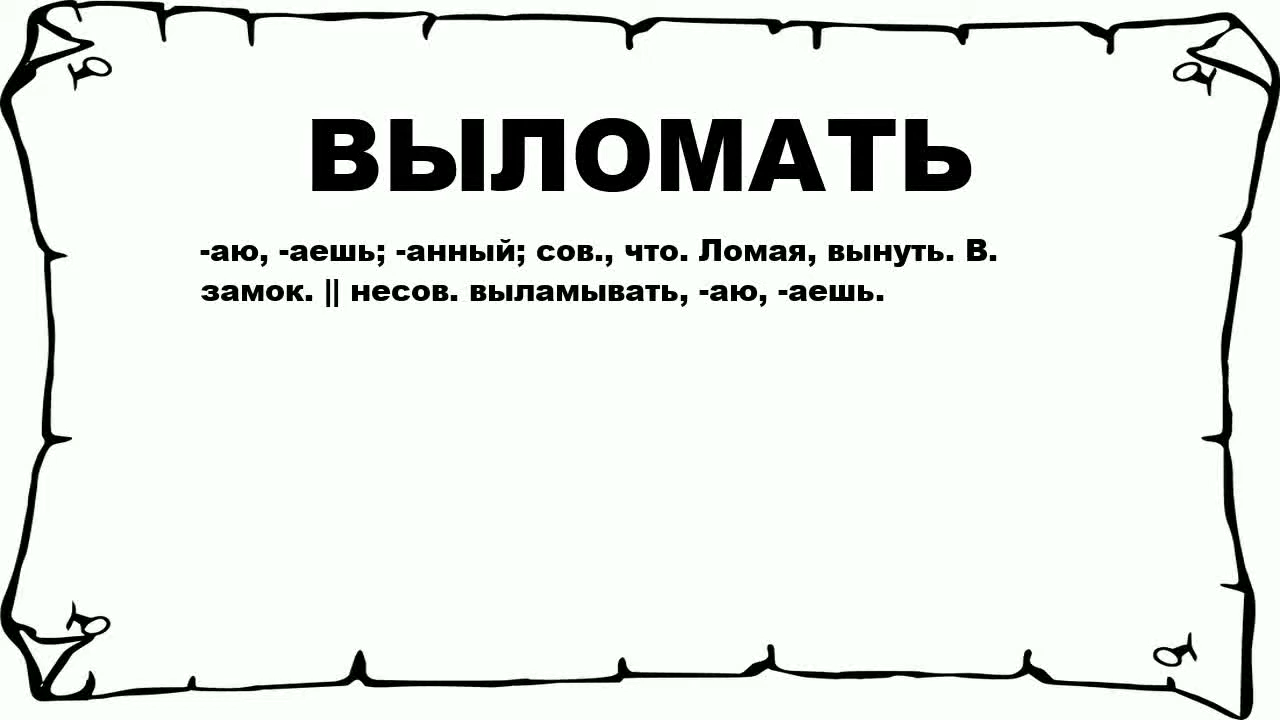 ВЫЛОМАТЬ
-аю, -аешь; -анный; сов., что. Ломая, вынуть. В.
замок. || несов. выламывать, -аю, -аешь.